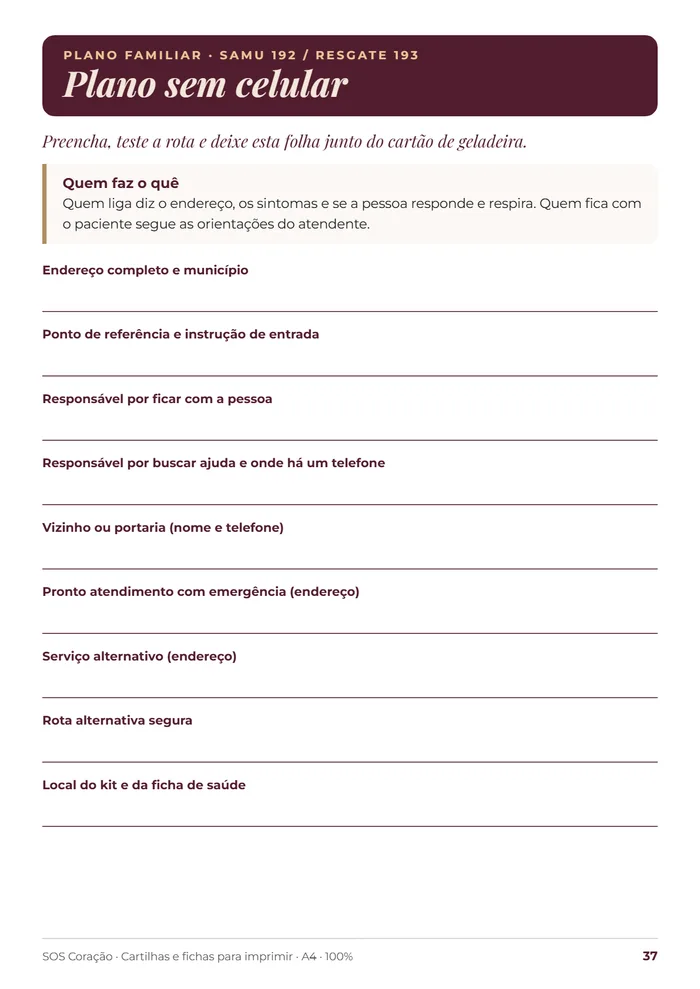 PLANO FAMILIAR · SAMU 192 / RESGATE 193
Plano sem celular
Preencha, teste a rota e deixe esta folha junto do cartão de geladeira.
Quem faz o quê
Quem liga diz o endereço, os sintomas e se a pessoa responde e respira. Quem fica com
o paciente segue as orientações do atendente.
Endereço completo e município
Ponto de referência e instrução de entrada
Responsável por ficar com a pessoa
Responsável por buscar ajuda e onde há um telefone
Vizinho ou portaria (nome e telefone)
Pronto atendimento com emergência (endereço)
Serviço alternativo (endereço)
Rota alternativa segura
Local do kit e da ficha de saúde
SOS Coração · Cartilhas e fichas para imprimir · A4 · 100%
37